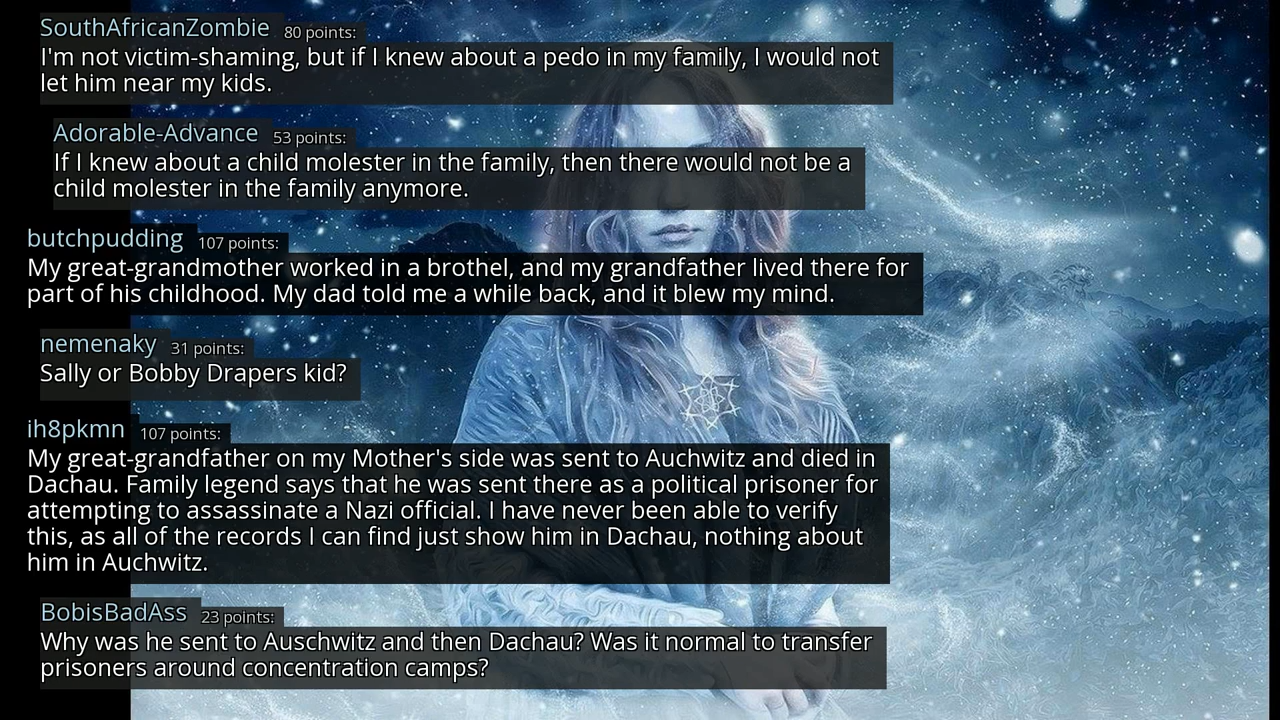 SouthAfricanZombie 80 points:
I'm not victim-shaming, but if I knew about a pedo in my family, I would not
let him near my kids.
Adorable-Advance 53 points:
If I knew about a child molester in the family, then there would not be a
child molester in the family anymore.
butchpudding 107 points:
My great-grandmother worked in a brothel, and my grandfather lived there for
part of his childhood. My dad told me a while back, and it blew my mind.
nemenaky 31 points:
Sally or Bobby Drapers kid?
ih8pkmn 107 points:
My great-grandfather on my Mother's side was sent to Auchwitz and died in
Dachau. Family legend says that he was sent there as a political prisoner for
attempting to assassinate a Nazi official. I have never been able to verify
this, as all of the records I can find just show him in Dachau, nothing about
him in Auchwitz.
BobisBadAss 23 points:
Why was he sent to Auschwitz and then Dachau? Was it normal to transfer
prisoners around concentration camps?